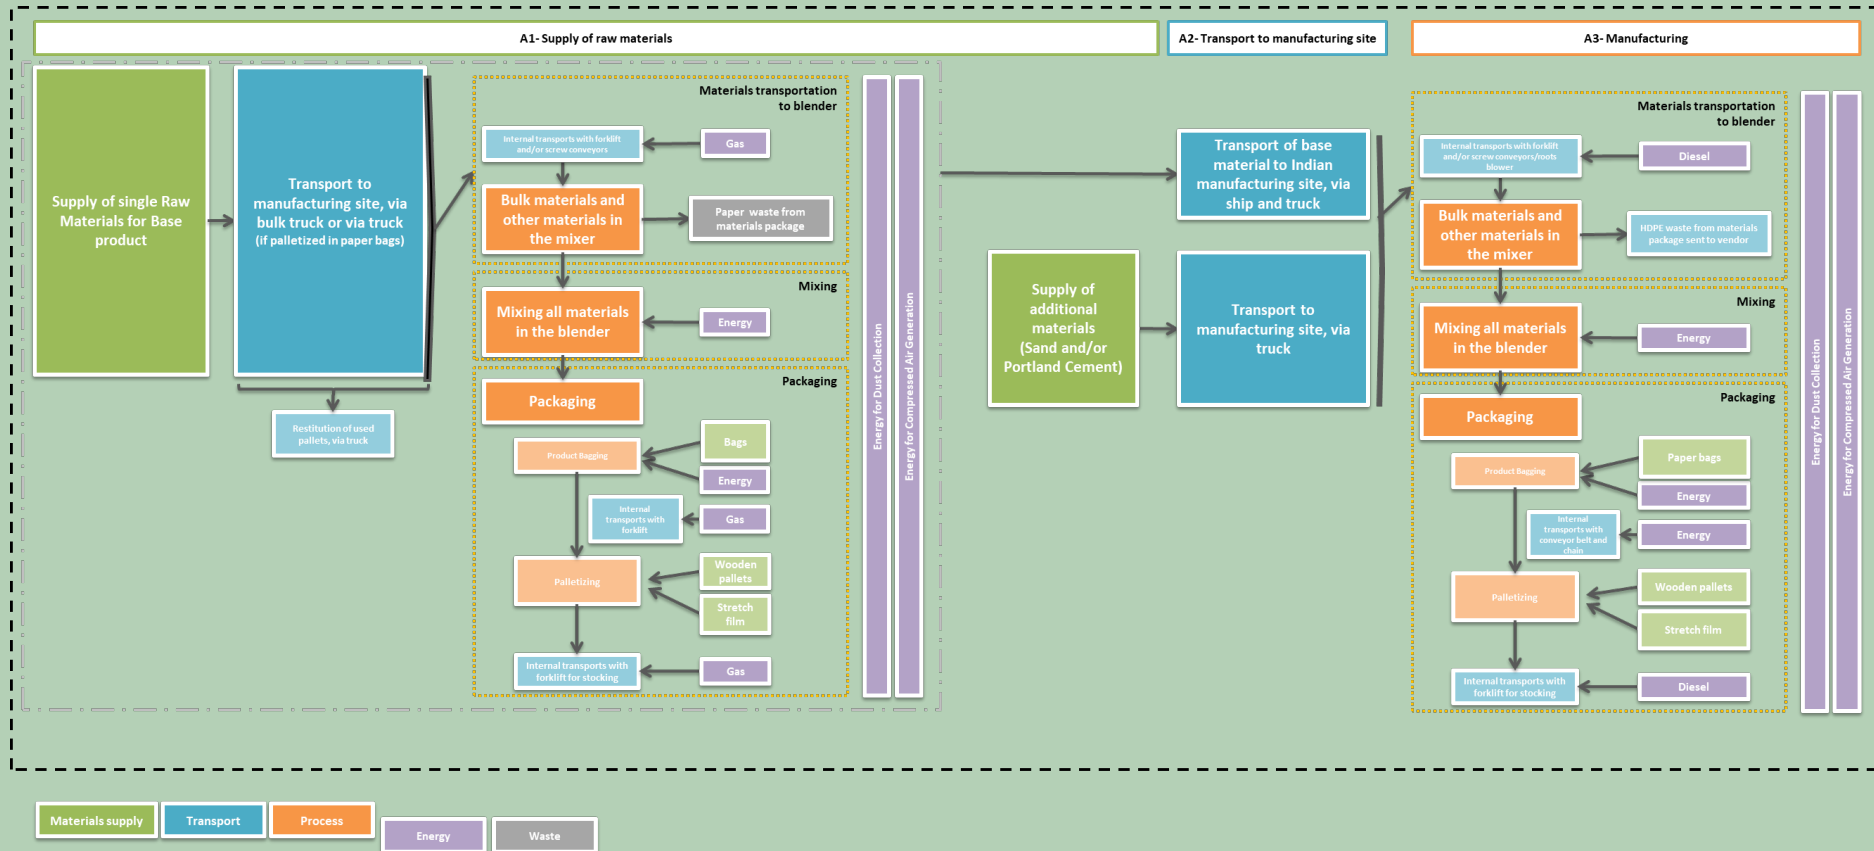 A1- Supply of raw materials
A2- Transport to manufacturing site
A3- Manufacturing
Supply of single Raw
Materials for Base
product
Transport to
manufacturing site, via
bulk truck or via truck
(if palletized in paper bags)
Restitution of used
pallets, via truck
Materials transportation
to blender
Internal transports with forklift
and/or screw conveyors
Gas
Bulk materials and
other materials in
the mixer
Paper waste from
materials package
Mixing
Mixing all materials
in the blender
Energy
Packaging
Packaging
Product Bagging
Bags
Energy
Internal
transports with
forklift
Gas
Palletizing
Wooden
pallets
Stretch
film
Internal transports with
forklift for stocking
Gas
Energy for Dust Collection
Energy for Compressed Air Generation
Transport of base
material to Indian
manufacturing site, via
ship and truck
Supply of
additional
materials
(Sand and/or
Portland Cement)
Transport to
manufacturing site, via
truck
Materials transportation
to blender
Internal transports with forklift
and/or screw conveyors/roots
blower
Diesel
Bulk materials and
other materials in
the mixer
HDPE waste from materials
package sent to vendor
Mixing
Mixing all materials
in the blender
Energy
Packaging
Packaging
Product Bagging
Paper bags
Energy
Internal
transports with
conveyor belt and
chain
Energy
Palletizing
Wooden pallets
Stretch film
Internal transports with
forklift for stocking
Diesel
Energy for Dust Collection
Energy for Compressed Air Generation
Materials supply
Transport
Process
Energy
Waste